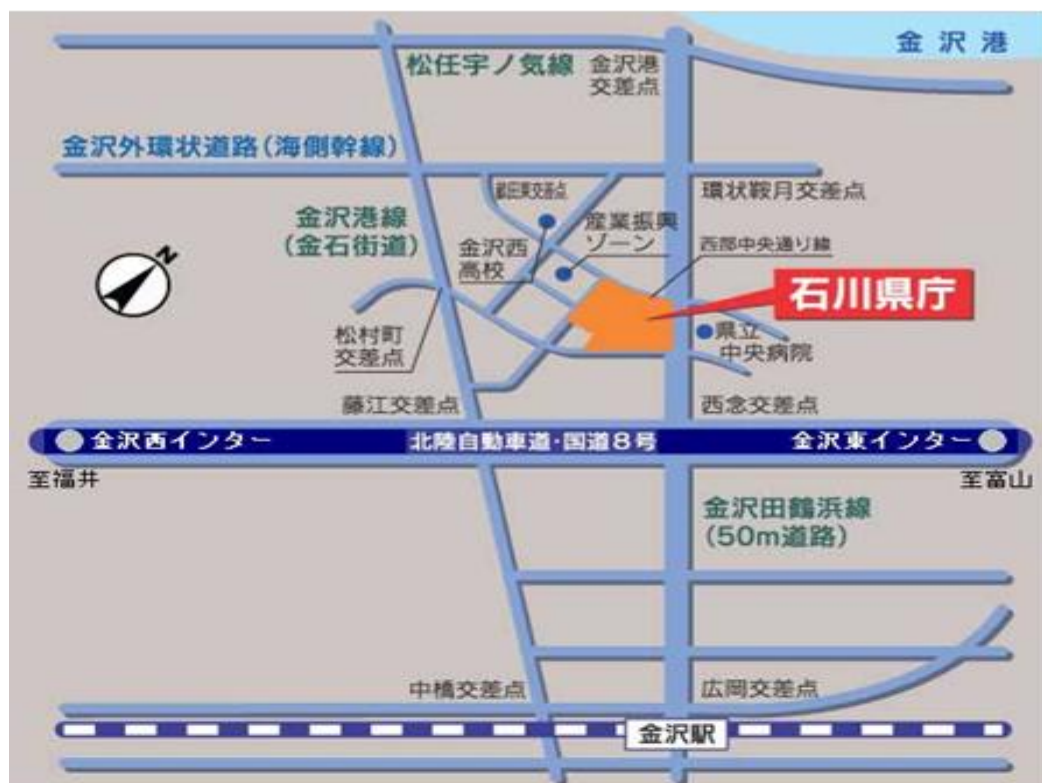 金沢港
松任宇ノ気線
金沢港
交差点
金沢外環状道路(海側幹線)
環状鞍月交差点
金沢港線
(金石街道)
産業振興
ゾーン
金沢西
高校
西部中央通り線
N
石川県庁
松村町
交差点
県立
中央病院
藤江交差点
西念交差点
金沢西インター
北陸自動車道・国道8号
金沢東インター
至福井
至富山
金沢田鶴浜線
(50m道路)
中橋交差点
広岡交差点
金沢駅